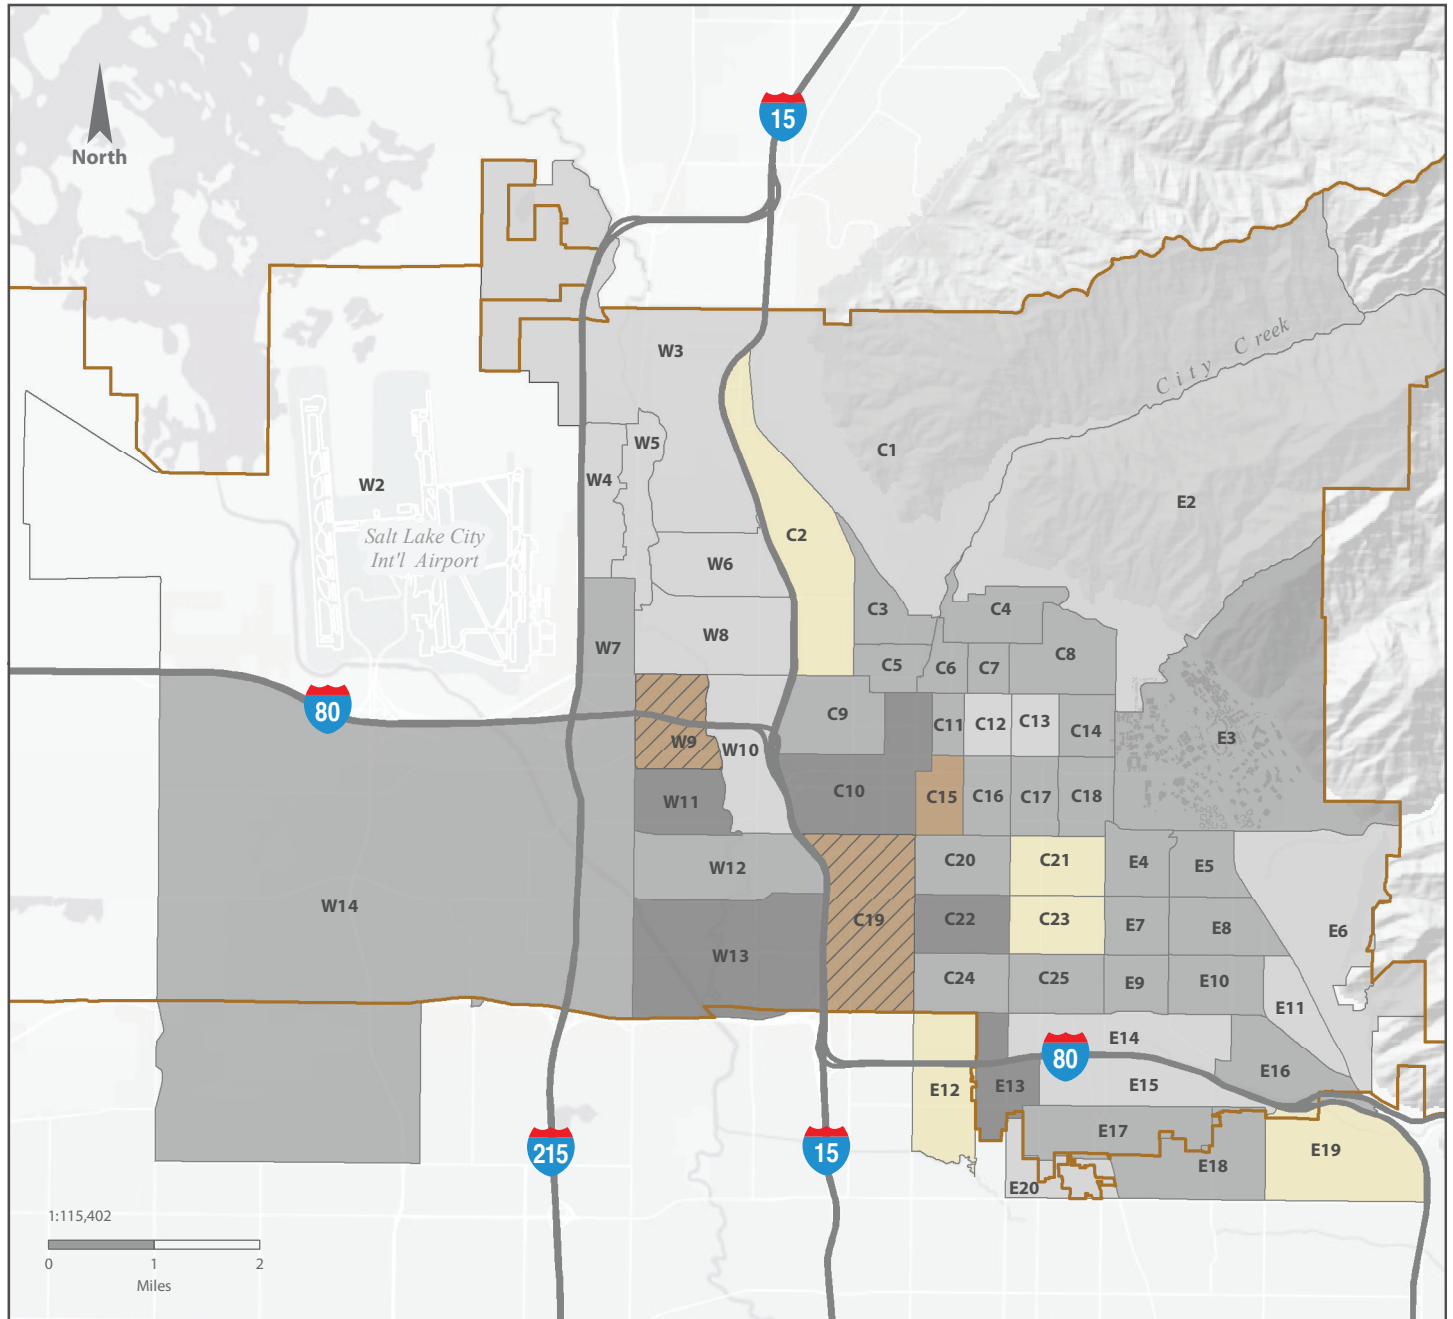 15
North
W3
City Creek
W5
C1
W4
W2
E2
Salt Lake City
Int'l Airport
C2
W6
C3
C4
W8
W7
C8
C5
C6
C7
80
C9
C11
C12
C13
C14
E3
W9
W10
C10
C15
C16
C17
C18
W11
C20
C21
E4
E5
W12
W14
C19
C22
C23
E7
E8
E6
W13
C24
C25
E9
E10
E11
E14
80
E16
E12
E13
E15
215
15
E17
E19
E18
E20
1:115,402
0
1
2
Miles